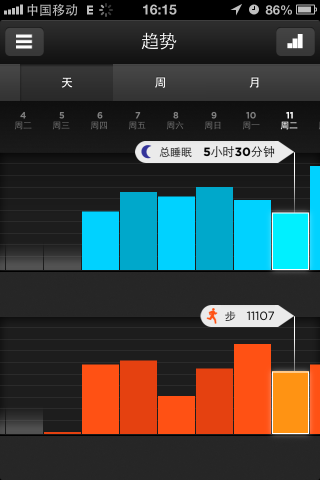 中国移动 E 16:15 86%
趋势
天 周 月
4 5 6 7 8 9 10 11
周二 周三 周四 周五 周六 周日 周一 周二
总睡眠 5小时30分钟
步 11107